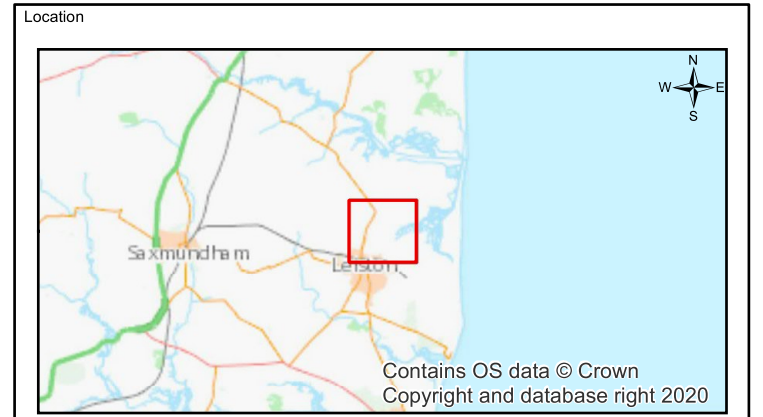 Location
N
W E
S
Saxmundham
Leiston
Contains OS data © Crown
Copyright and database right 2020